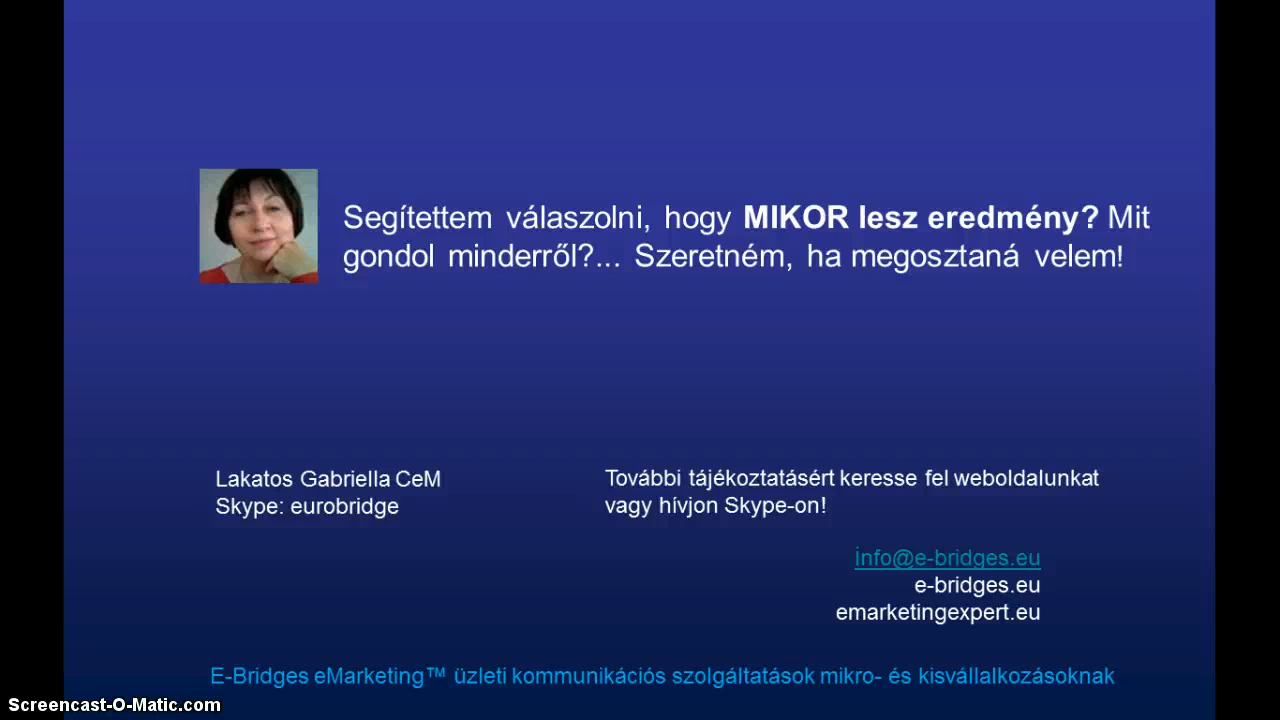 Segítettem válaszolni, hogy MIKOR lesz eredmény? Mit
gondol minderről?... Szeretném, ha megosztaná velem!
Lakatos Gabriella CeM
Skype: eurobridge
További tájékoztatásért keresse fel weboldalunkat
vagy hívjon Skype-on!
info@e-bridges.eu
e-bridges.eu
emarketingexpert.eu
E-Bridges eMarketing™ üzleti kommunikációs szolgáltatások mikro- és kisvállalkozásoknak
Screencast-O-Matic.com